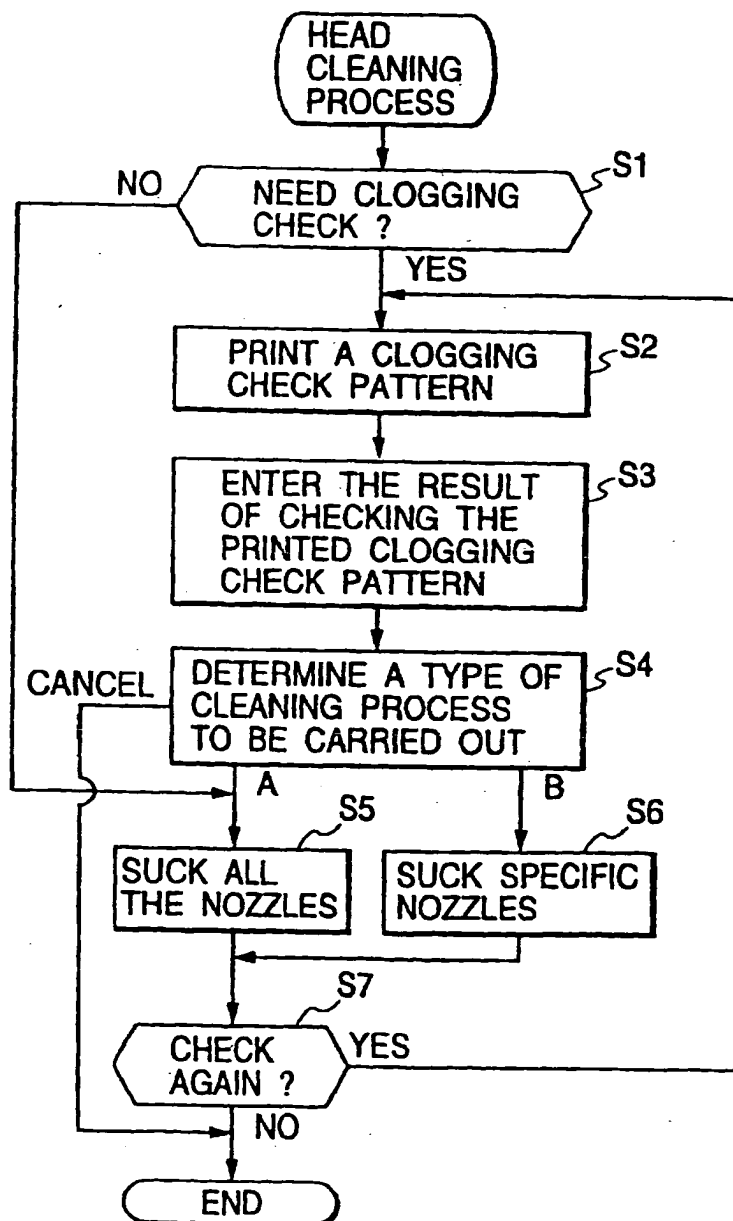 HEAD
CLEANING
PROCESS
S1
NO
NEED CLOGGING
CHECK ?
YES
S2
PRINT A CLOGGING
CHECK PATTERN
S3
ENTER THE RESULT
OF CHECKING THE
PRINTED CLOGGING
CHECK PATTERN
S4
CANCEL
DETERMINE A TYPE OF
CLEANING PROCESS
TO BE CARRIED OUT
A
B
S5
S6
SUCK ALL
THE NOZZLES
SUCK SPECIFIC
NOZZLES
S7
CHECK
AGAIN ?
YES
NO
END